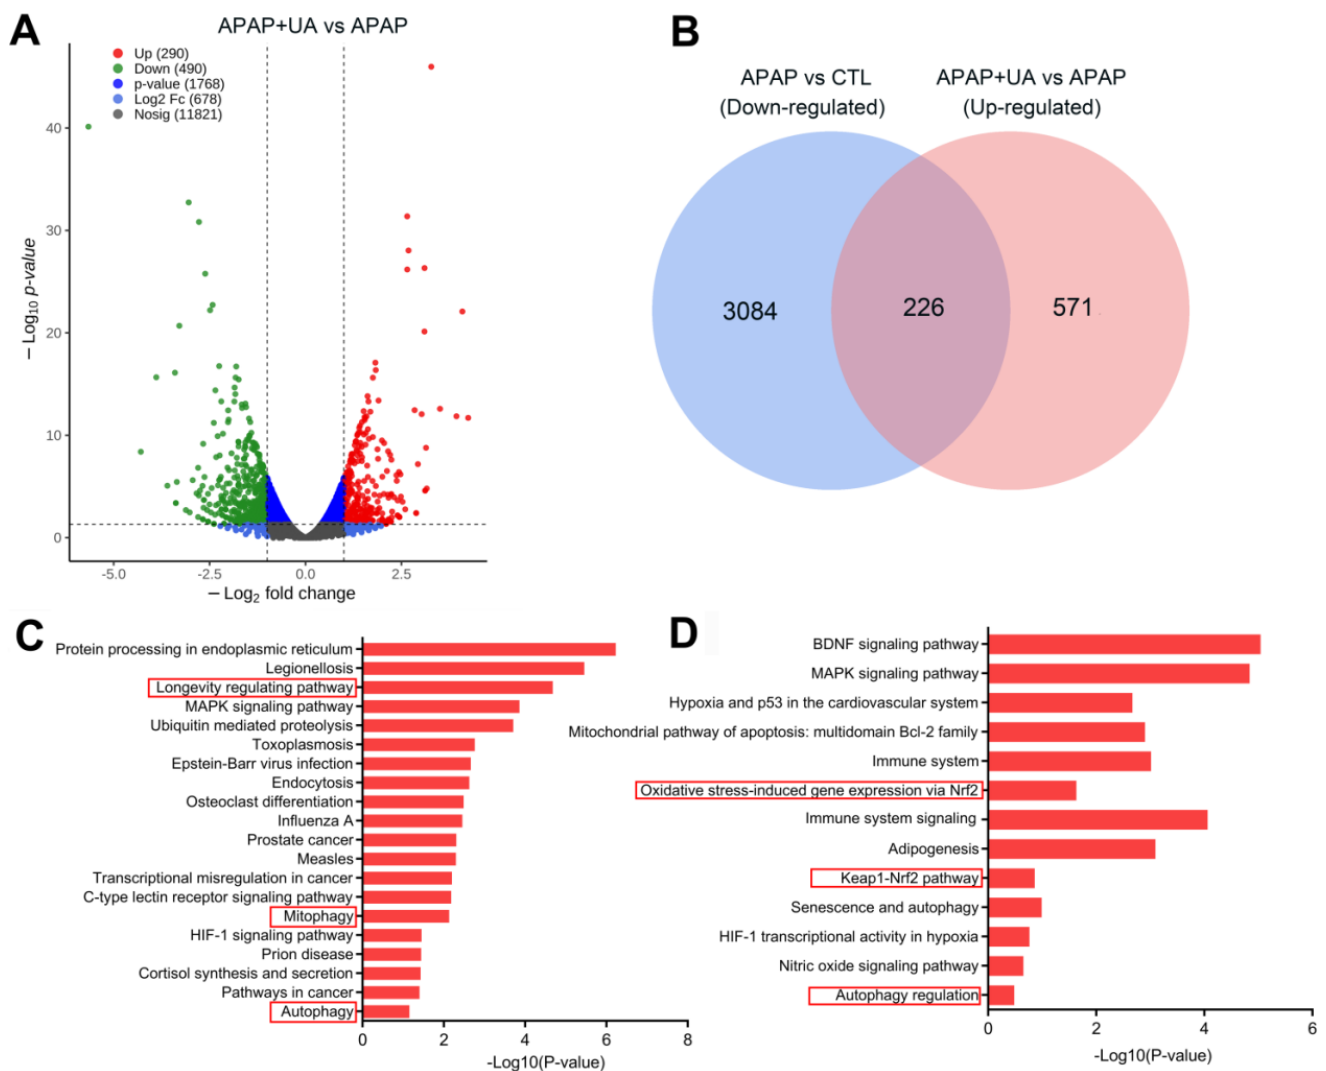 A
APAP+UA vs APAP
Up (290)
Down (490)
p-value (1768)
Log2 Fc (678)
Nosig (11821)
40
30
20
10
0
− Log10 p-value
-5.0
-2.5
0.0
2.5
− Log2 fold change
B
APAP vs CTL
(Down-regulated)
APAP+UA vs APAP
(Up-regulated)
3084
226
571
C
Protein processing in endoplasmic reticulum
Legionellosis
Longevity regulating pathway
MAPK signaling pathway
Ubiquitin mediated proteolysis
Toxoplasmosis
Epstein-Barr virus infection
Endocytosis
Osteoclast differentiation
Influenza A
Prostate cancer
Measles
Transcriptional misregulation in cancer
C-type lectin receptor signaling pathway
Mitophagy
HIF-1 signaling pathway
Prion disease
Cortisol synthesis and secretion
Pathways in cancer
Autophagy
0
2
4
6
8
-Log10(P-value)
D
BDNF signaling pathway
MAPK signaling pathway
Hypoxia and p53 in the cardiovascular system
Mitochondrial pathway of apoptosis: multidomain Bcl-2 family
Immune system
Oxidative stress-induced gene expression via Nrf2
Immune system signaling
Adipogenesis
Keap1-Nrf2 pathway
Senescence and autophagy
HIF-1 transcriptional activity in hypoxia
Nitric oxide signaling pathway
Autophagy regulation
0
2
4
6
-Log10(P-value)